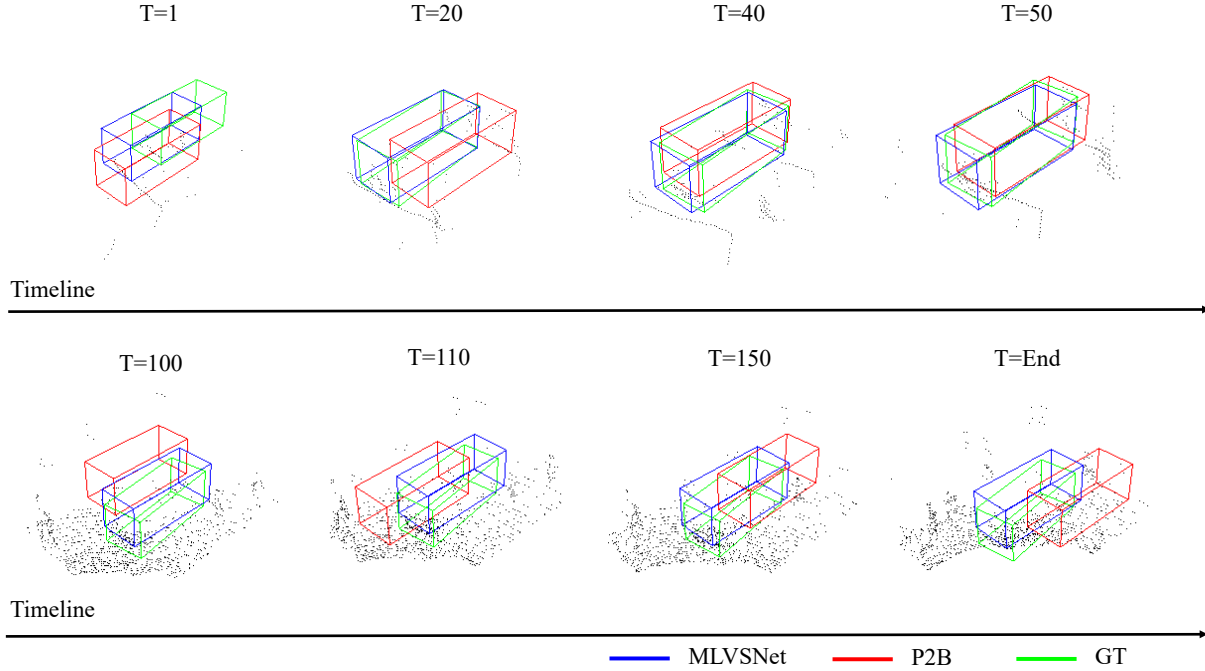 T=1 T=20 T=40 T=50
Timeline
T=100 T=110 T=150 T=End
Timeline
MLVSNet P2B GT